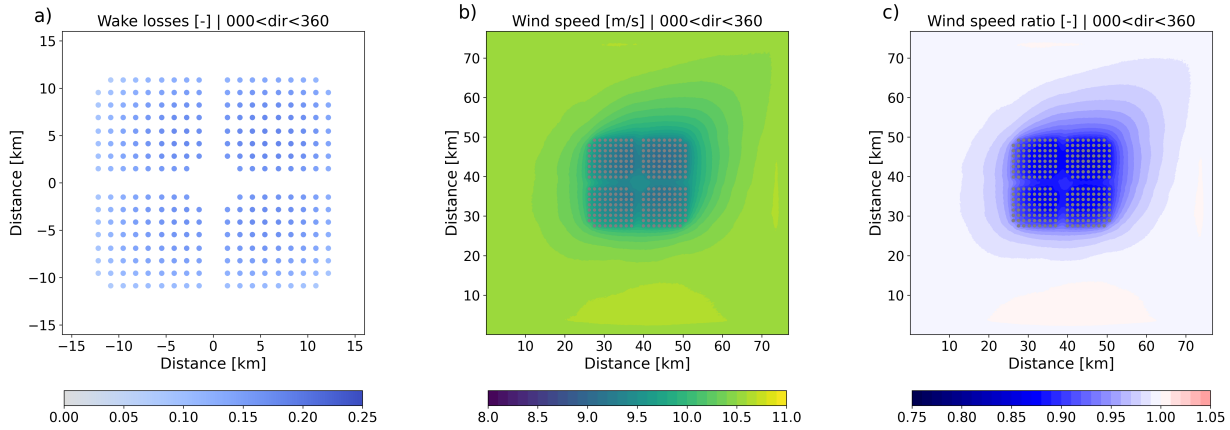 a)
Wake losses [-] | 000<dir<360
15
10
5
0
−5
−10
−15
Distance [km]
−15 −10 −5 0 5 10 15
Distance [km]
0.00 0.05 0.10 0.15 0.20 0.25
b)
Wind speed [m/s] | 000<dir<360
70
60
50
40
30
20
10
Distance [km]
10 20 30 40 50 60 70
Distance [km]
8.0 8.5 9.0 9.5 10.0 10.5 11.0
c)
Wind speed ratio [-] | 000<dir<360
70
60
50
40
30
20
10
Distance [km]
10 20 30 40 50 60 70
Distance [km]
0.75 0.80 0.85 0.90 0.95 1.00 1.05